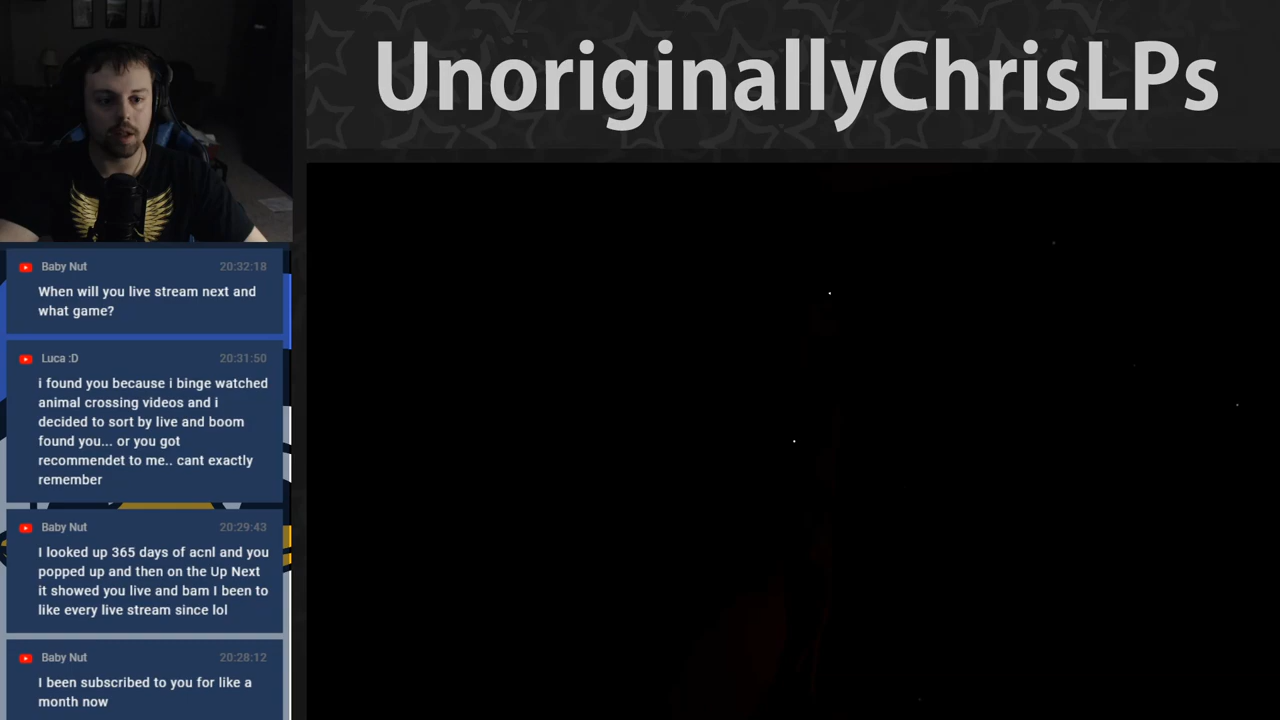 UnoriginallyChrisLPs
Baby Nut 20:32:18
When will you live stream next and
what game?
Luca :D 20:31:50
i found you because i binge watched
animal crossing videos and i
decided to sort by live and boom
found you... or you got
recommendet to me.. cant exactly
remember
Baby Nut 20:29:43
I looked up 365 days of acnl and you
popped up and then on the Up Next
it showed you live and bam I been to
like every live stream since lol
Baby Nut 20:28:12
I been subscribed to you for like a
month now